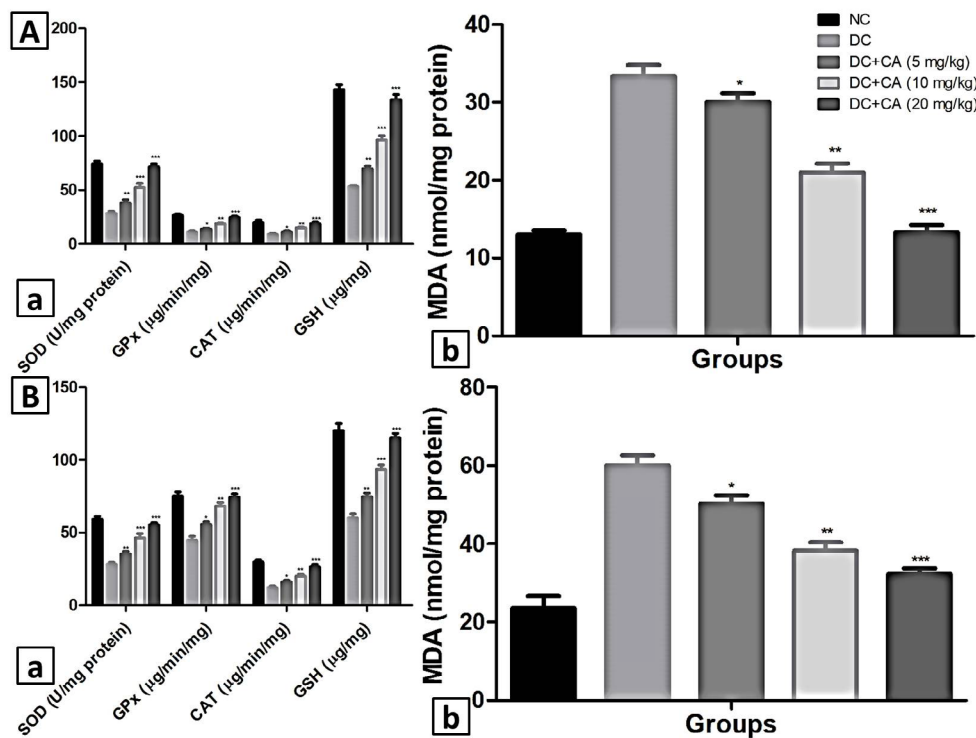 A
200
150
100
50
0
** *** ***
* ** ***
* ** ***
** *** ***
SOD (U/mg protein)
GPx (µg/min/mg)
CAT (µg/min/mg)
GSH (µg/mg)
a
MDA (nmol/mg protein)
40
30
20
10
0
*
**
***
NC
DC
DC+CA (5 mg/kg)
DC+CA (10 mg/kg)
DC+CA (20 mg/kg)
Groups
b
B
150
100
50
0
** *** ***
* ** ***
* ** ***
** *** ***
SOD (U/mg protein)
GPx (µg/min/mg)
CAT (µg/min/mg)
GSH (µg/mg)
a
MDA (nmol/mg protein)
80
60
40
20
0
*
**
***
Groups
b